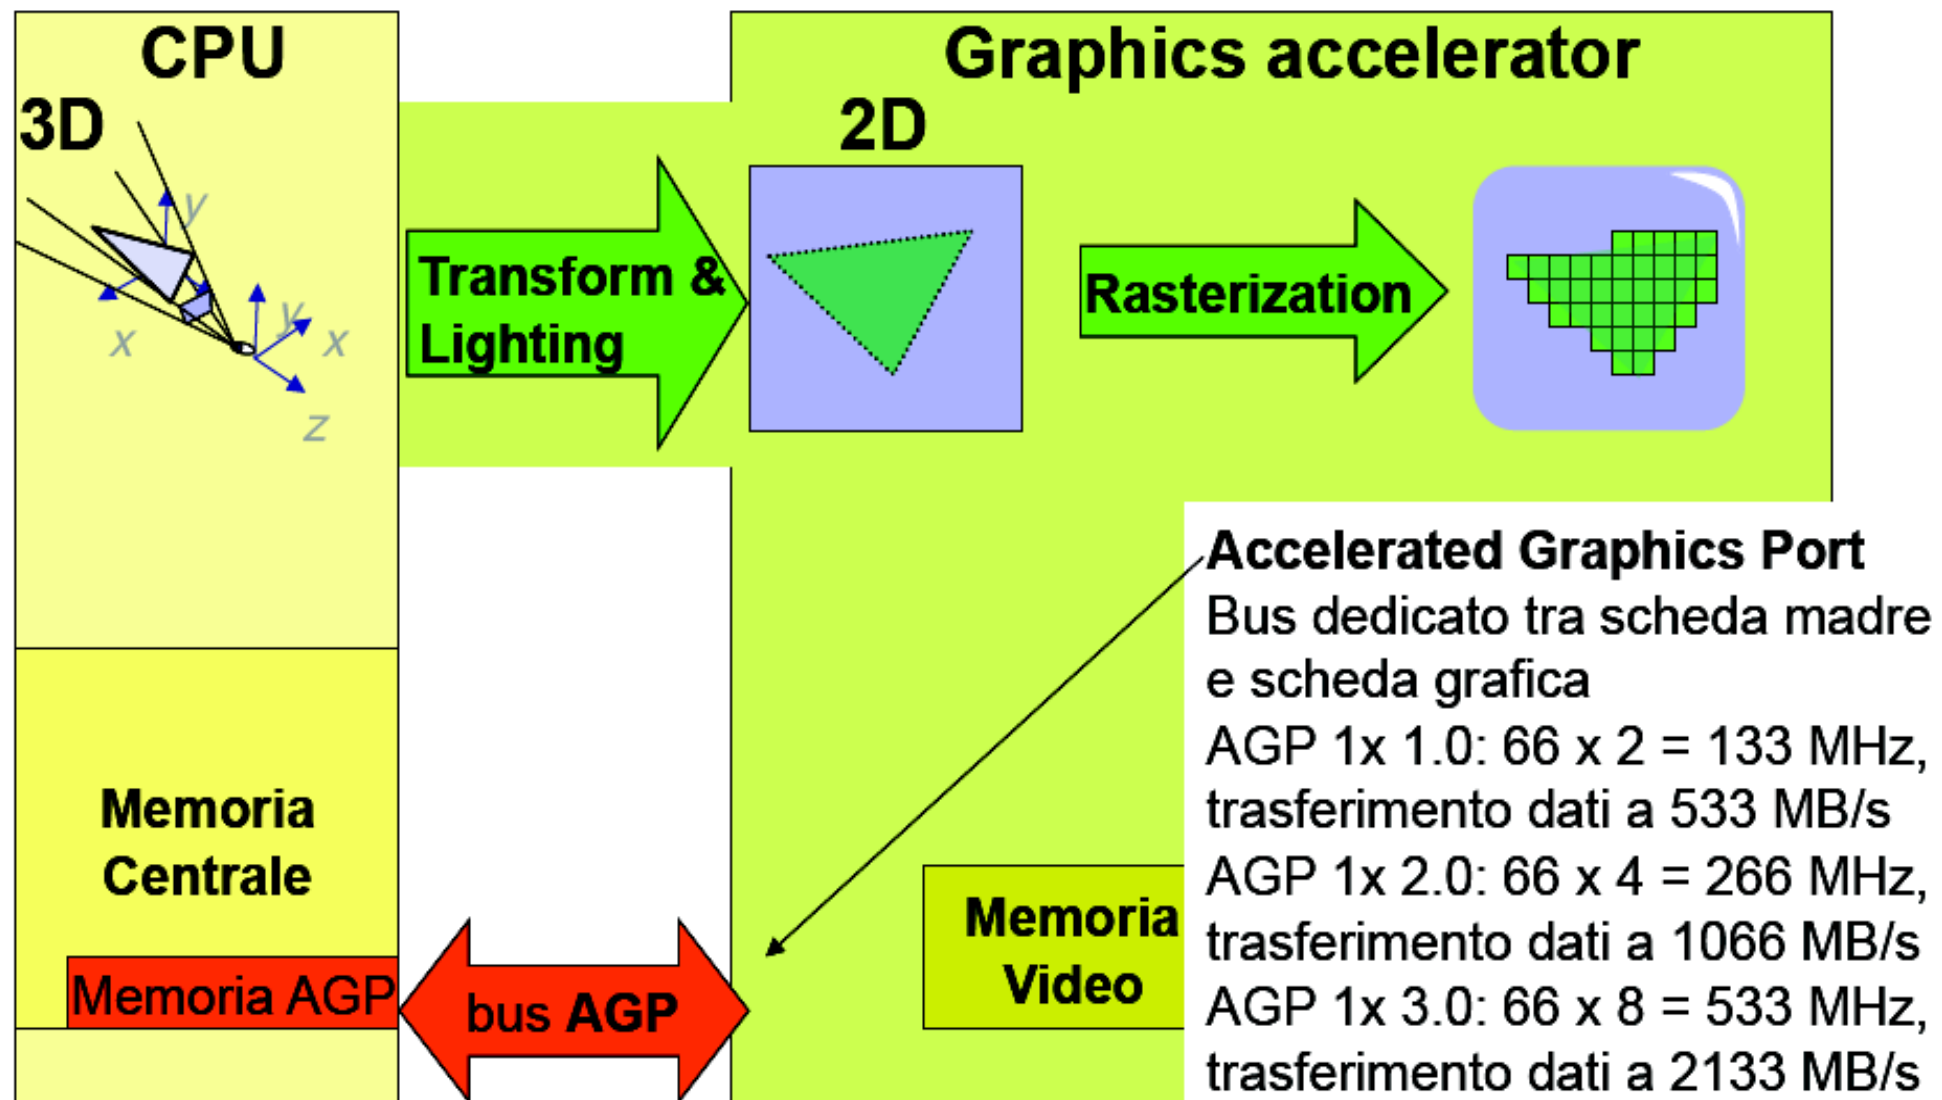 CPU
Graphics accelerator
3D
2D
y
x
y
x
z
Transform &
Lighting
Rasterization
Accelerated Graphics Port
Bus dedicato tra scheda madre
e scheda grafica
AGP 1x 1.0: 66 x 2 = 133 MHz,
trasferimento dati a 533 MB/s
AGP 1x 2.0: 66 x 4 = 266 MHz,
trasferimento dati a 1066 MB/s
AGP 1x 3.0: 66 x 8 = 533 MHz,
trasferimento dati a 2133 MB/s
Memoria
Centrale
Memoria AGP
bus AGP
Memoria
Video